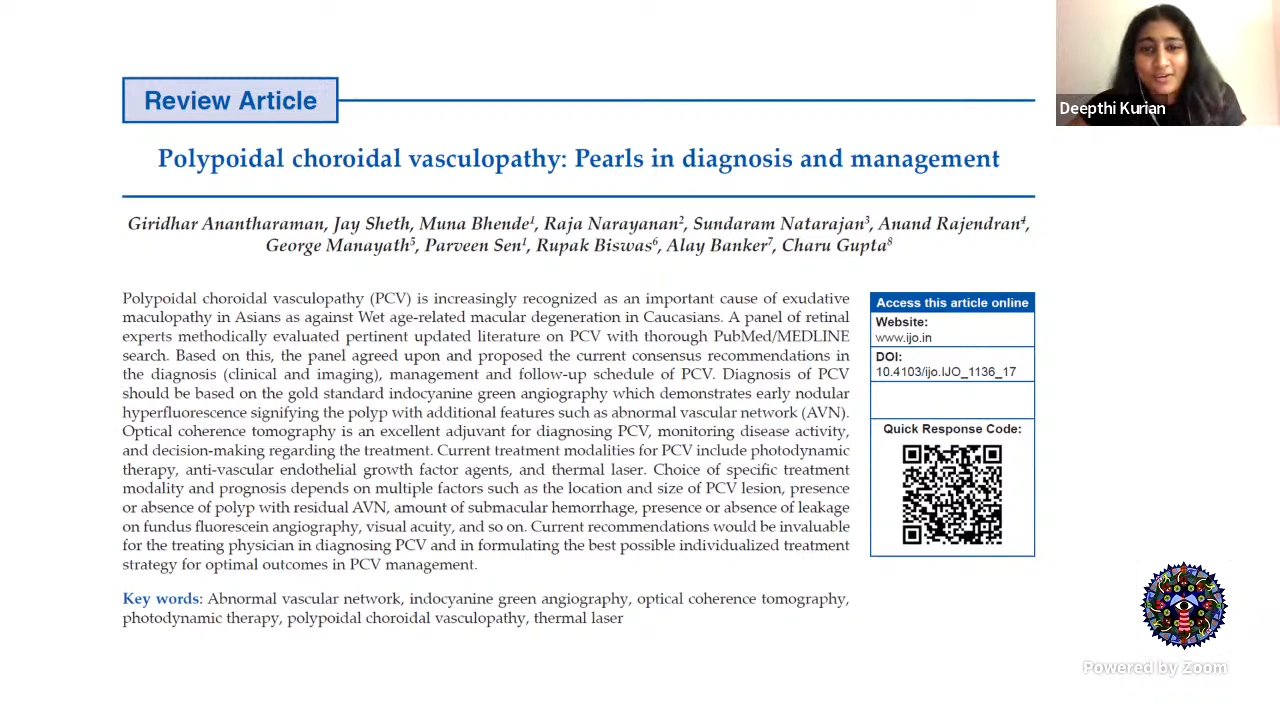 Review Article
Polypoidal choroidal vasculopathy: Pearls in diagnosis and management
Giridhar Anantharaman, Jay Sheth, Muna Bhende¹, Raja Narayanan², Sundaram Natarajan³, Anand Rajendran⁴,
George Manayath⁵, Parveen Sen¹, Rupak Biswas⁶, Alay Banker⁷, Charu Gupta⁸
Polypoidal choroidal vasculopathy (PCV) is increasingly recognized as an important cause of exudative
maculopathy in Asians as against Wet age-related macular degeneration in Caucasians. A panel of retinal
experts methodically evaluated pertinent updated literature on PCV with thorough PubMed/MEDLINE
search. Based on this, the panel agreed upon and proposed the current consensus recommendations in
the diagnosis (clinical and imaging), management and follow-up schedule of PCV. Diagnosis of PCV
should be based on the gold standard indocyanine green angiography which demonstrates early nodular
hyperfluorescence signifying the polyp with additional features such as abnormal vascular network (AVN).
Optical coherence tomography is an excellent adjuvant for diagnosing PCV, monitoring disease activity,
and decision-making regarding the treatment. Current treatment modalities for PCV include photodynamic
therapy, anti-vascular endothelial growth factor agents, and thermal laser. Choice of specific treatment
modality and prognosis depends on multiple factors such as the location and size of PCV lesion, presence
or absence of polyp with residual AVN, amount of submacular hemorrhage, presence or absence of leakage
on fundus fluorescein angiography, visual acuity, and so on. Current recommendations would be invaluable
for the treating physician in diagnosing PCV and in formulating the best possible individualized treatment
strategy for optimal outcomes in PCV management.
Key words: Abnormal vascular network, indocyanine green angiography, optical coherence tomography,
photodynamic therapy, polypoidal choroidal vasculopathy, thermal laser
Access this article online
Website:
www.ijo.in
DOI:
10.4103/ijo.IJO_1136_17
Quick Response Code:
Deepthi Kurian
Powered by Zoom